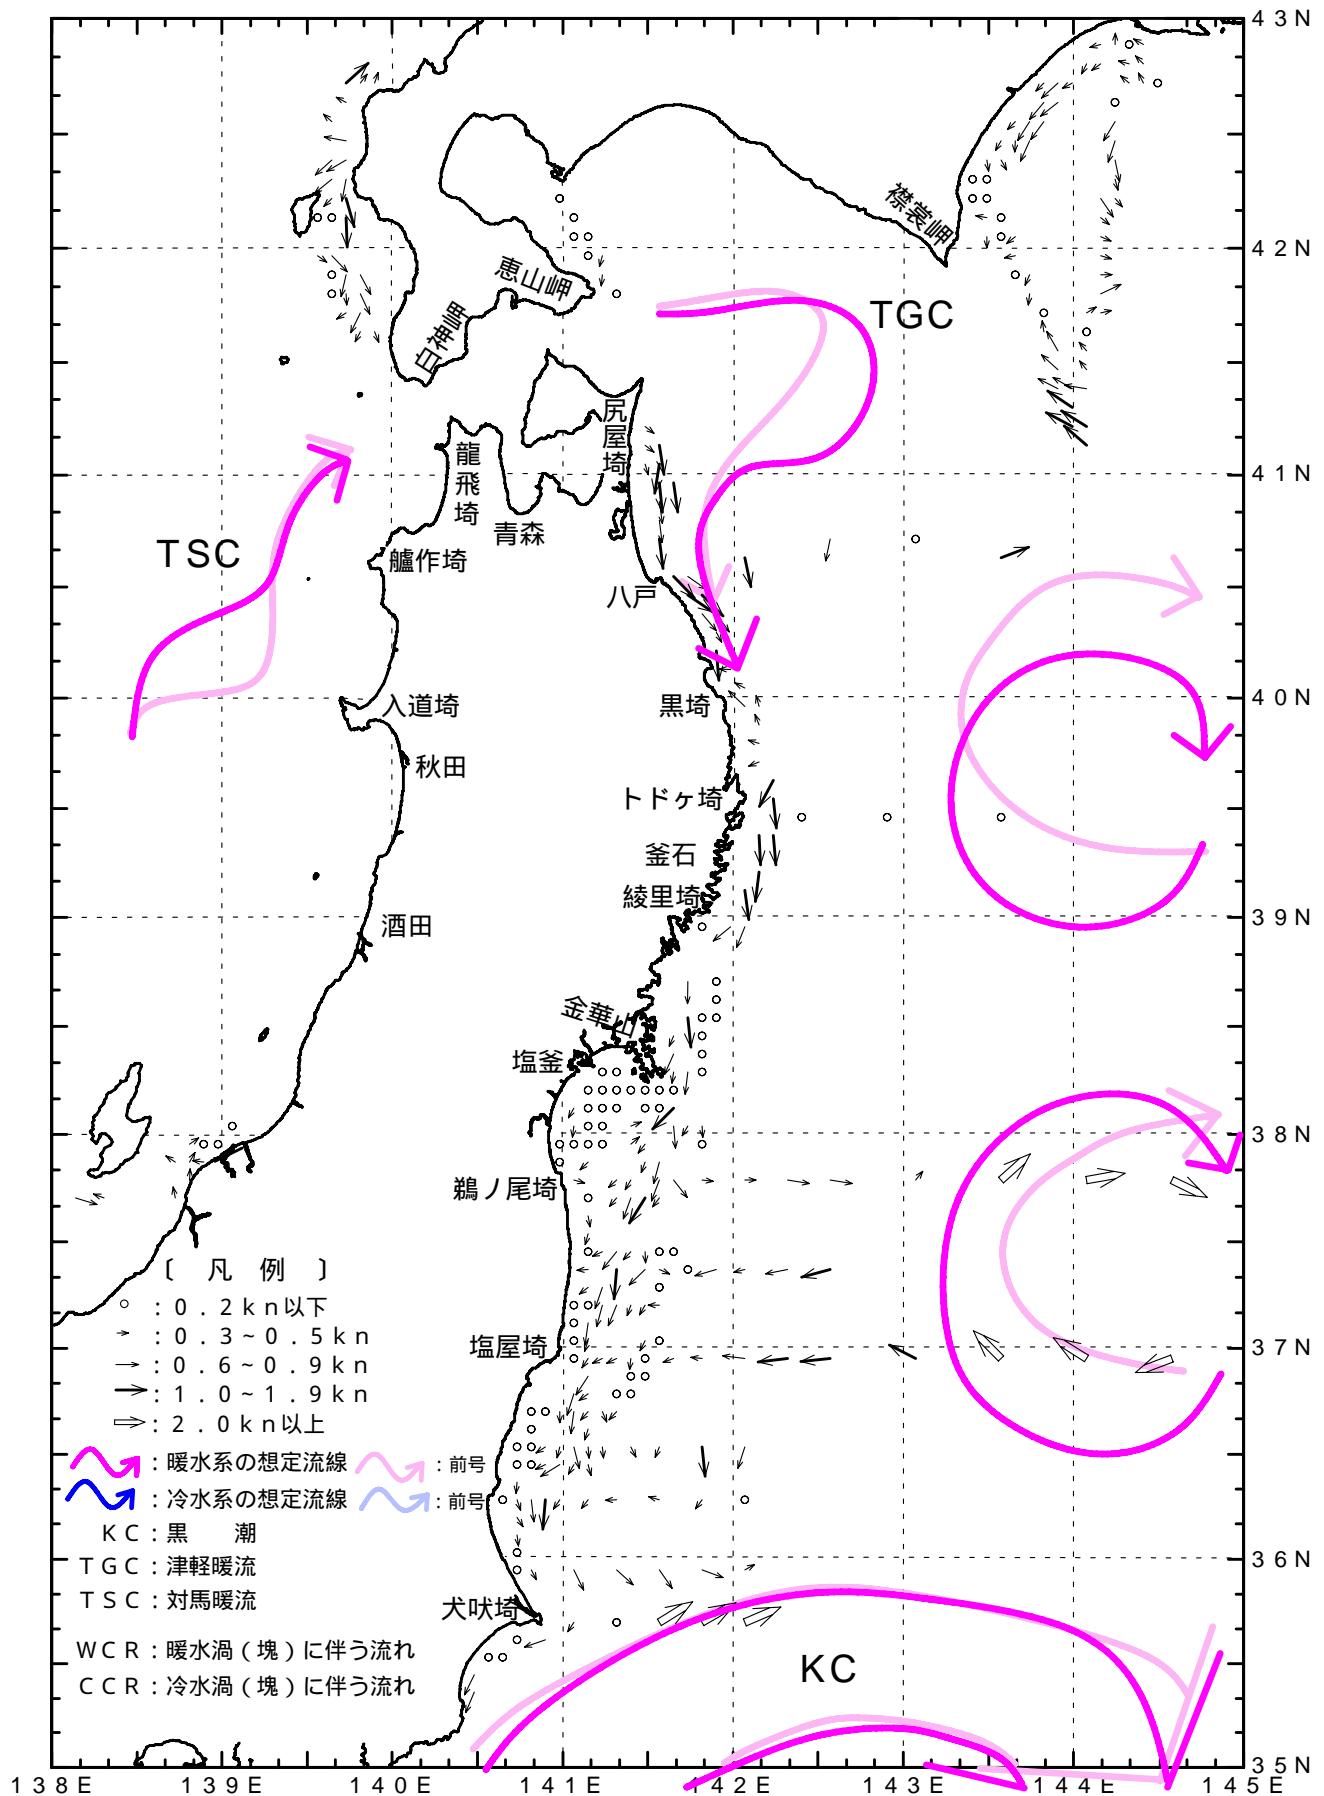 43N
襟裳岬
42N
恵山岬
TGC
白神岬
尻屋埼
龍飛埼
41N
青森
TSC
艫作埼
八戸
40N
入道埼
黒埼
秋田
トドヶ埼
釜石
綾里埼
39N
酒田
金華山
塩釜
38N
鵜ノ尾埼
〔 凡 例 〕
:0.2kn以下
:0.3~0.5kn
37N
塩屋埼
:0.6~0.9kn
:1.0~1.9kn
:2.0kn以上
:暖水系の想定流線 :前号
:冷水系の想定流線 :前号
KC:黒 潮
36N
TGC:津軽暖流
TSC:対馬暖流
犬吠埼
WCR:暖水渦(塊)に伴う流れ
KC
CCR:冷水渦(塊)に伴う流れ
35N
138E 139E 140E 141E 142E 143E 144E 145E